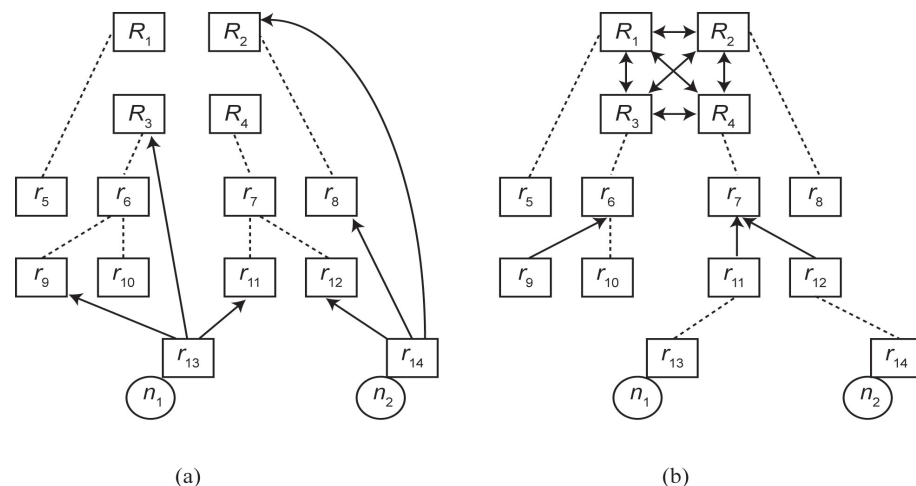 R1 R2 R1 R2
R3 R4 R3 R4
r5 r6 r7 r8 r5 r6 r7 r8
r9 r10 r11 r12 r9 r10 r11 r12
r13 r14 r13 r14
n1 n2 n1 n2
(a) (b)